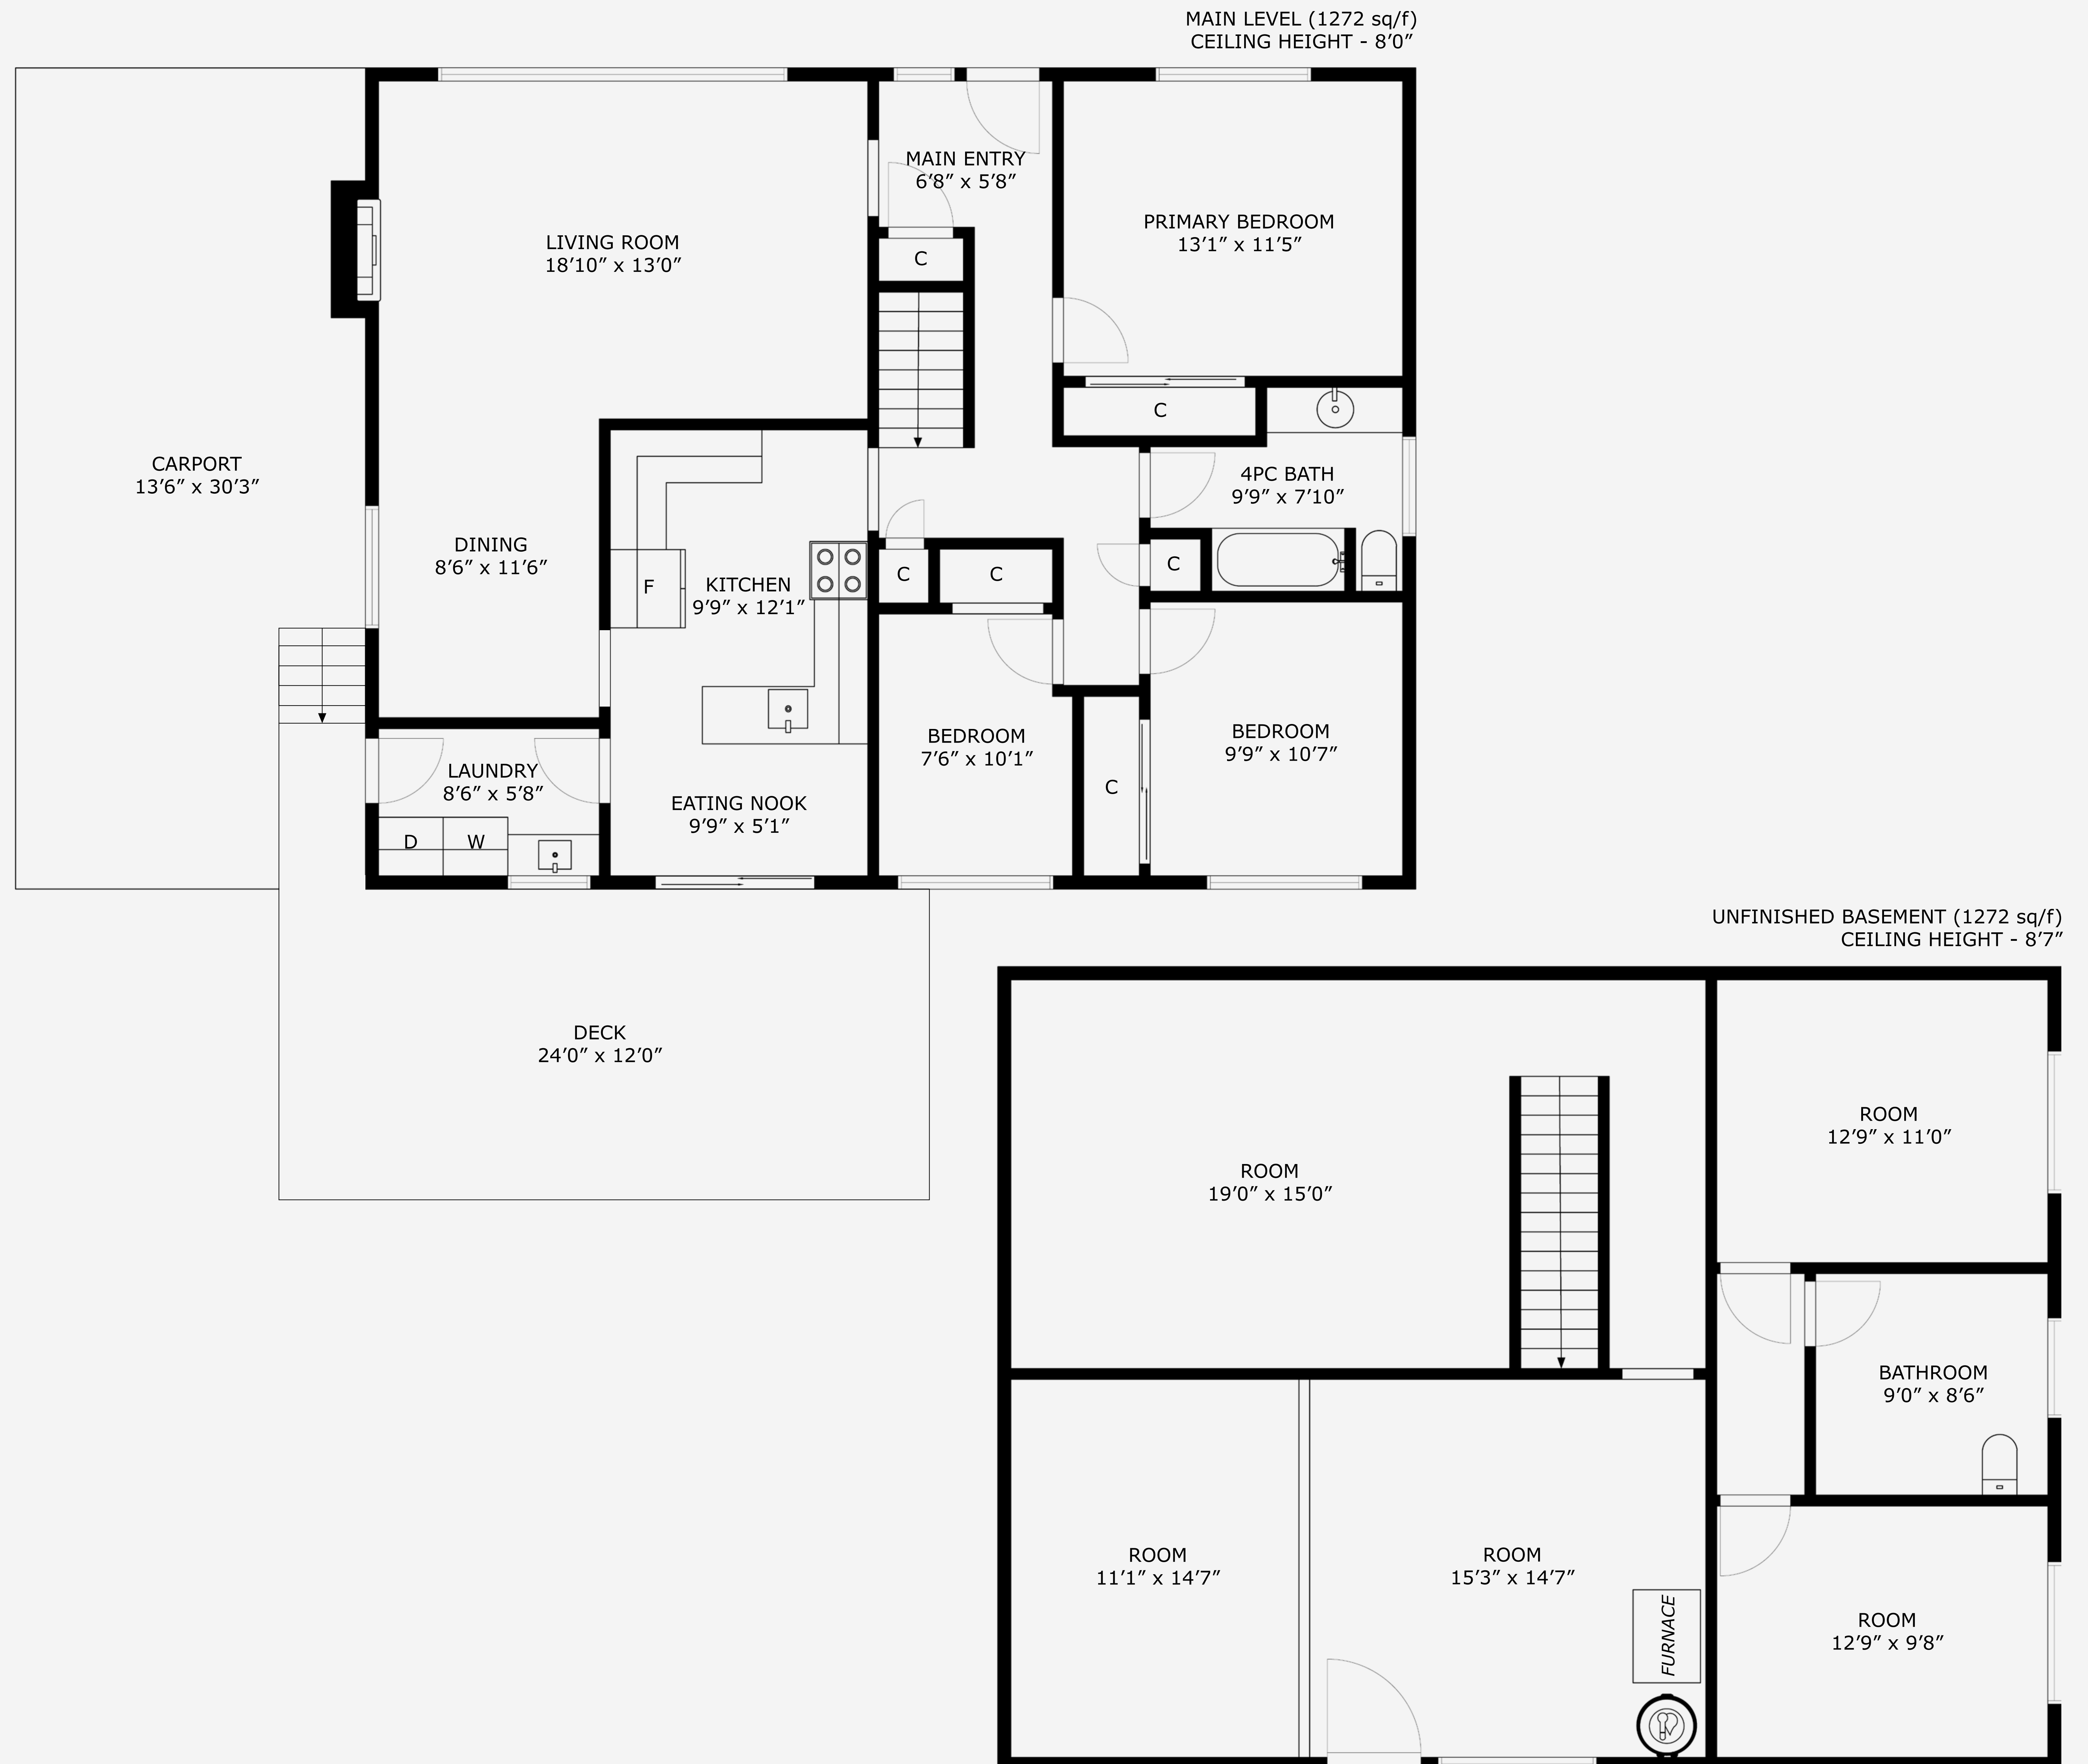 MAIN LEVEL (1272 sq/f)
CEILING HEIGHT - 8’0”
MAIN ENTRY
6’8” x 5’8”
PRIMARY BEDROOM
13’1” x 11’5”
LIVING ROOM
18’10” x 13’0”
C
C
CARPORT
13’6” x 30’3”
4PC BATH
9’9” x 7’10”
DINING
8’6” x 11’6”
F
KITCHEN
9’9” x 12’1”
C
C
C
BEDROOM
7’6” x 10’1”
BEDROOM
9’9” x 10’7”
C
LAUNDRY
8’6” x 5’8”
D
W
EATING NOOK
9’9” x 5’1”
DECK
24’0” x 12’0”
UNFINISHED BASEMENT (1272 sq/f)
CEILING HEIGHT - 8’7”
ROOM
12’9” x 11’0”
ROOM
19’0” x 15’0”
BATHROOM
9’0” x 8’6”
ROOM
11’1” x 14’7”
ROOM
15’3” x 14’7”
FURNACE
ROOM
12’9” x 9’8”